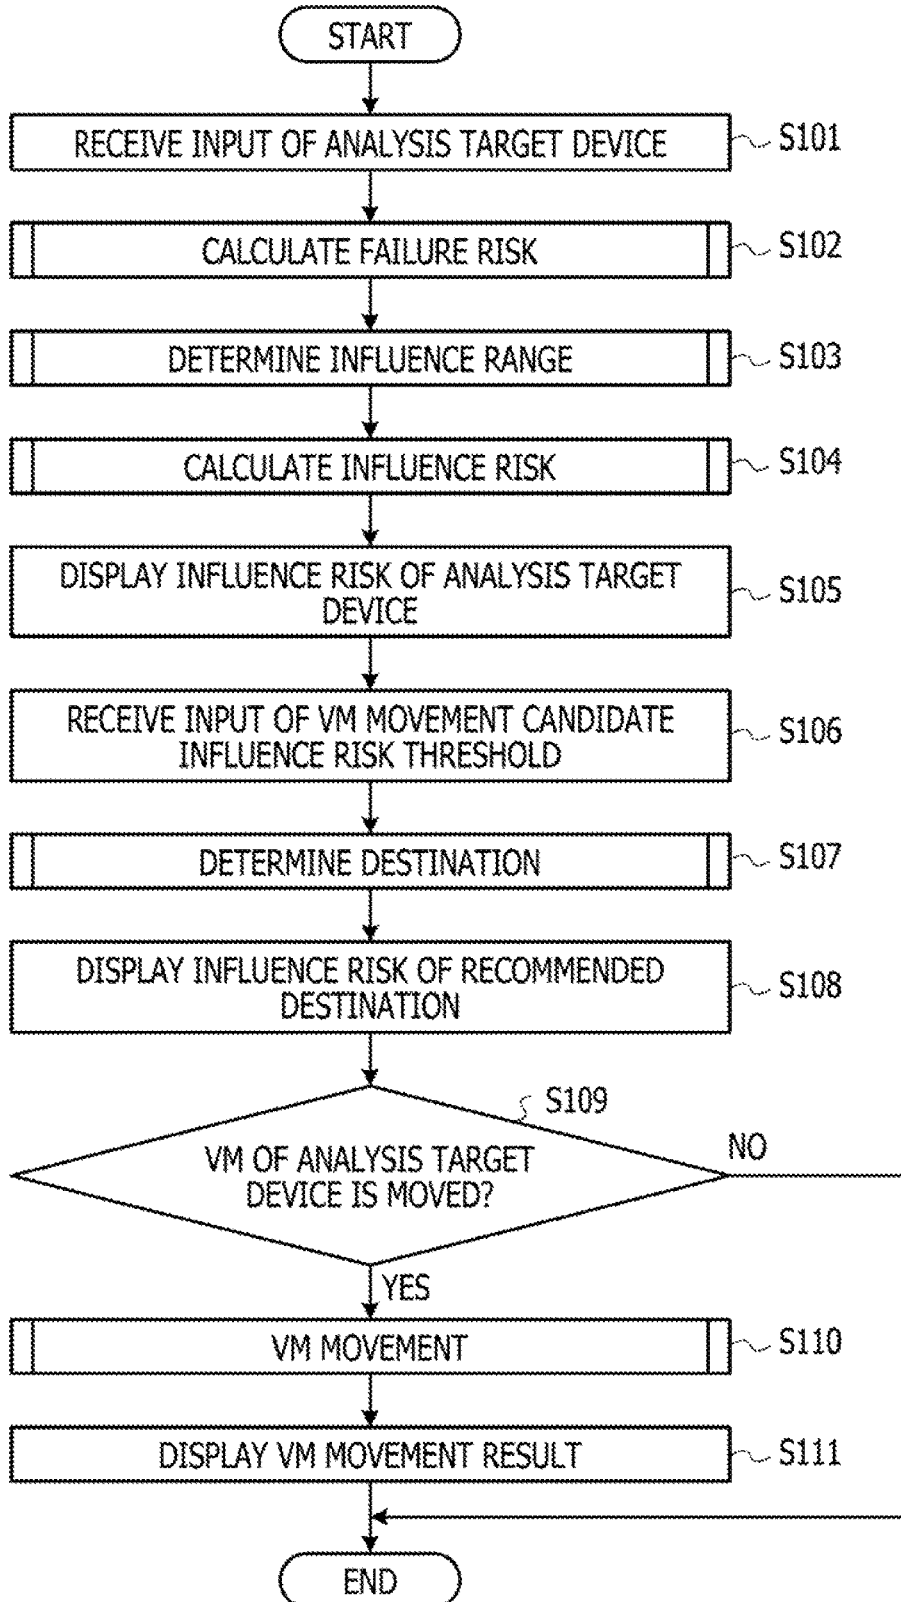 START
RECEIVE INPUT OF ANALYSIS TARGET DEVICE
S101
CALCULATE FAILURE RISK
S102
DETERMINE INFLUENCE RANGE
S103
CALCULATE INFLUENCE RISK
S104
DISPLAY INFLUENCE RISK OF ANALYSIS TARGET
DEVICE
S105
RECEIVE INPUT OF VM MOVEMENT CANDIDATE
INFLUENCE RISK THRESHOLD
S106
DETERMINE DESTINATION
S107
DISPLAY INFLUENCE RISK OF RECOMMENDED
DESTINATION
S108
S109
VM OF ANALYSIS TARGET
DEVICE IS MOVED?
NO
YES
VM MOVEMENT
S110
DISPLAY VM MOVEMENT RESULT
S111
END